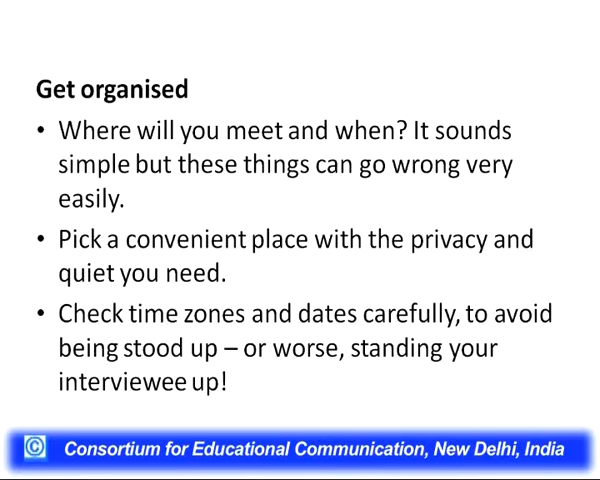 Get organised
• Where will you meet and when? It sounds
simple but these things can go wrong very
easily.
• Pick a convenient place with the privacy and
quiet you need.
• Check time zones and dates carefully, to avoid
being stood up – or worse, standing your
interviewee up!
© Consortium for Educational Communication, New Delhi, India